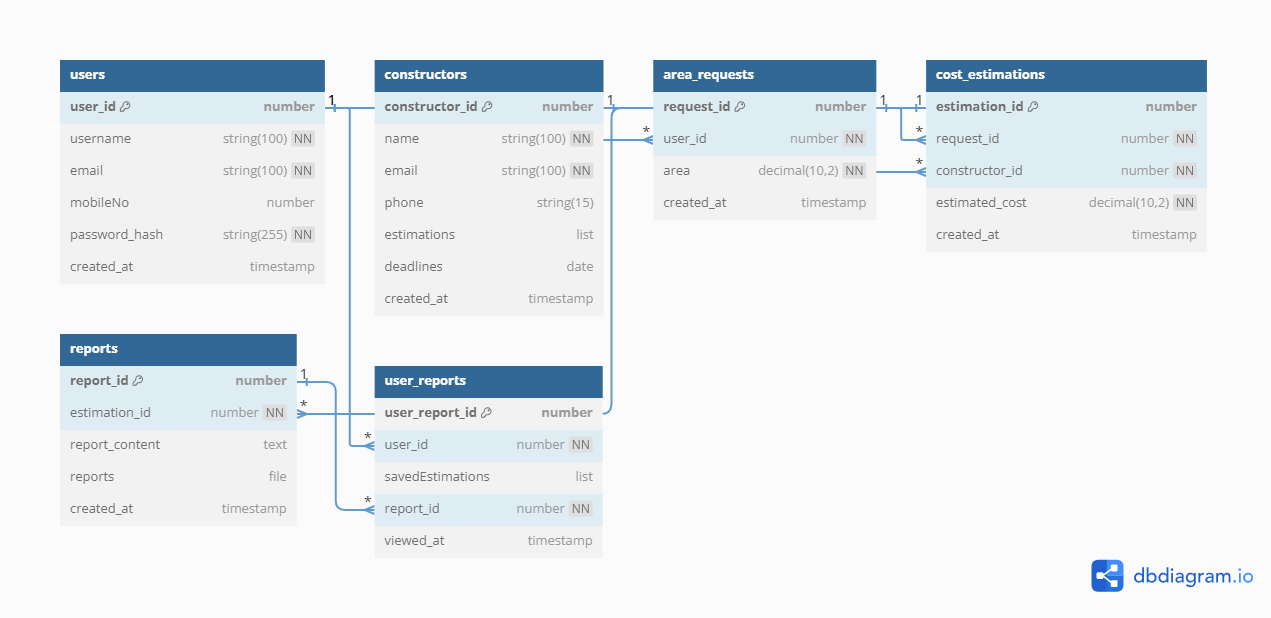 users
user_id number
username string(100) NN
email string(100) NN
mobileNo number
password_hash string(255) NN
created_at timestamp
1
constructors
constructor_id number
name string(100) NN
email string(100) NN
phone string(15)
estimations list
deadlines date
created_at timestamp
1
*
area_requests
request_id number
user_id number NN
area decimal(10,2) NN
created_at timestamp
1 1
*
*
cost_estimations
estimation_id number
request_id number NN
constructor_id number NN
estimated_cost decimal(10,2) NN
created_at timestamp
reports
report_id number
estimation_id number NN
report_content text
reports file
created_at timestamp
1
*
*
*
user_reports
user_report_id number
user_id number NN
savedEstimations list
report_id number NN
viewed_at timestamp
dbdiagram.io